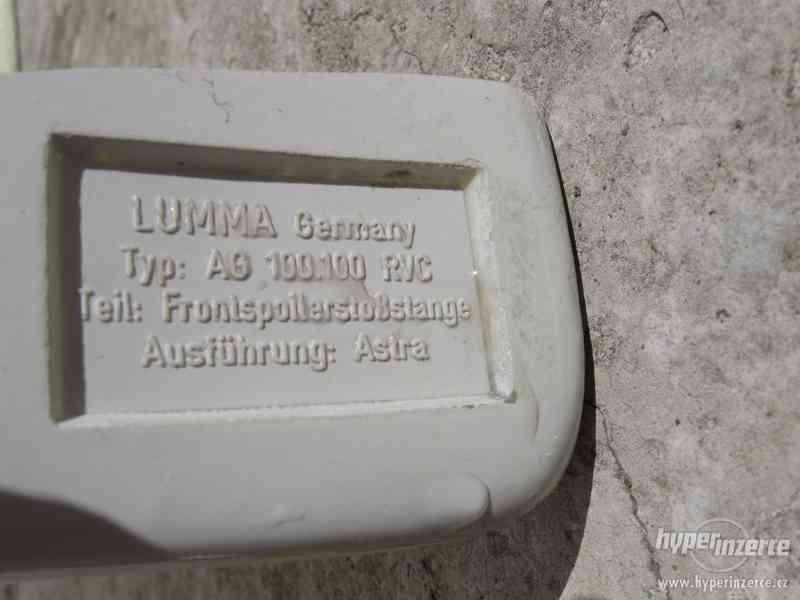 LUMMA Germany
Typ: AG 100.100 RVC
Teil: Frontspoilerstoßstange
Ausführung: Astra
hyperinzerce
www.hyperinzerce.cz